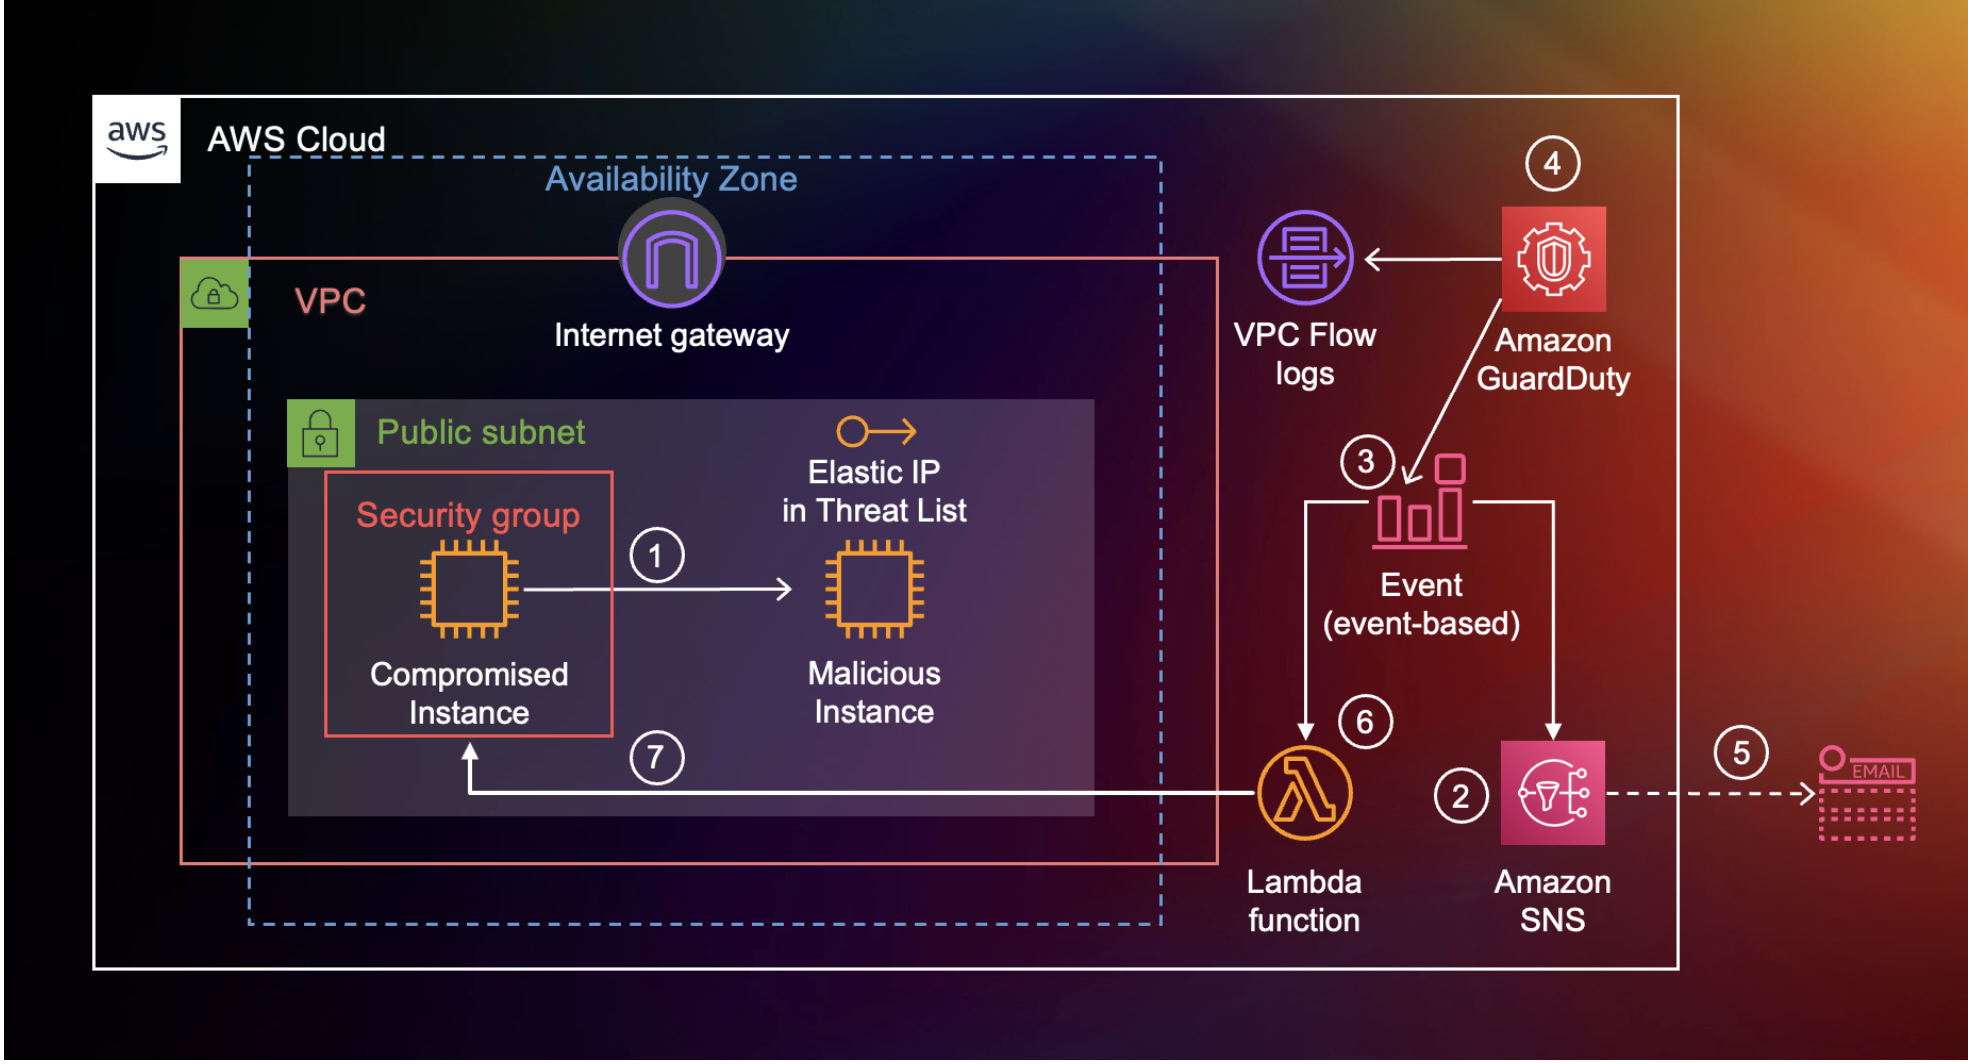 aws
AWS Cloud
Availability Zone
4
VPC
Internet gateway
VPC Flow
logs
Amazon
GuardDuty
Public subnet
Elastic IP
in Threat List
3
Security group
1
Event
(event-based)
Compromised
Instance
Malicious
Instance
6
7
2
5
EMAIL
Lambda
function
Amazon
SNS